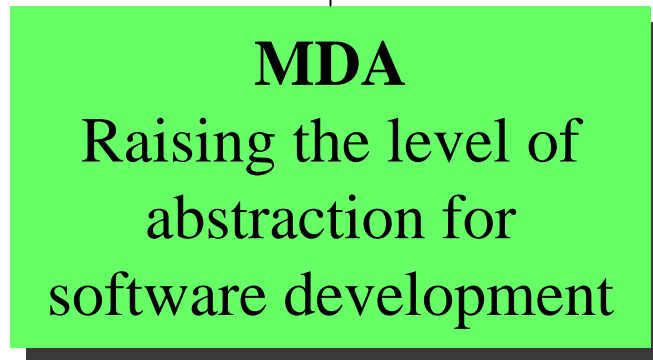 MDA
Raising the level of
abstraction for
software development